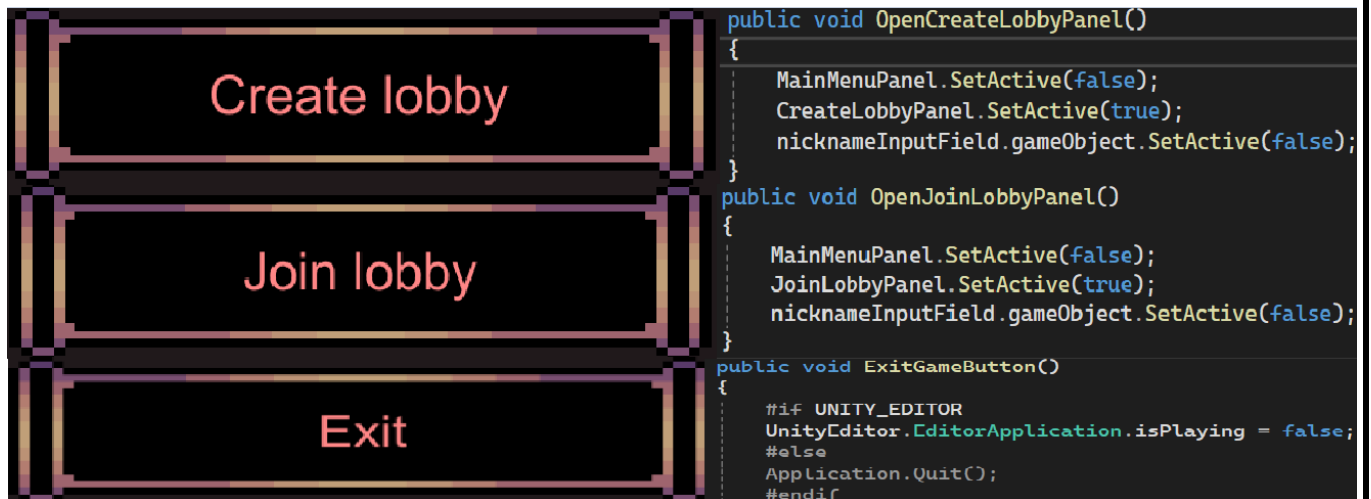 Create lobby
public void OpenCreateLobbyPanel()
{
MainMenuPanel.SetActive(false);
CreateLobbyPanel.SetActive(true);
nicknameInputField.gameObject.SetActive(false);
}
Join lobby
public void OpenJoinLobbyPanel()
{
MainMenuPanel.SetActive(false);
JoinLobbyPanel.SetActive(true);
nicknameInputField.gameObject.SetActive(false);
}
Exit
public void ExitGameButton()
{
#if UNITY_EDITOR
UnityEditor.EditorApplication.isPlaying = false;
#else
Application.Quit();
#endif